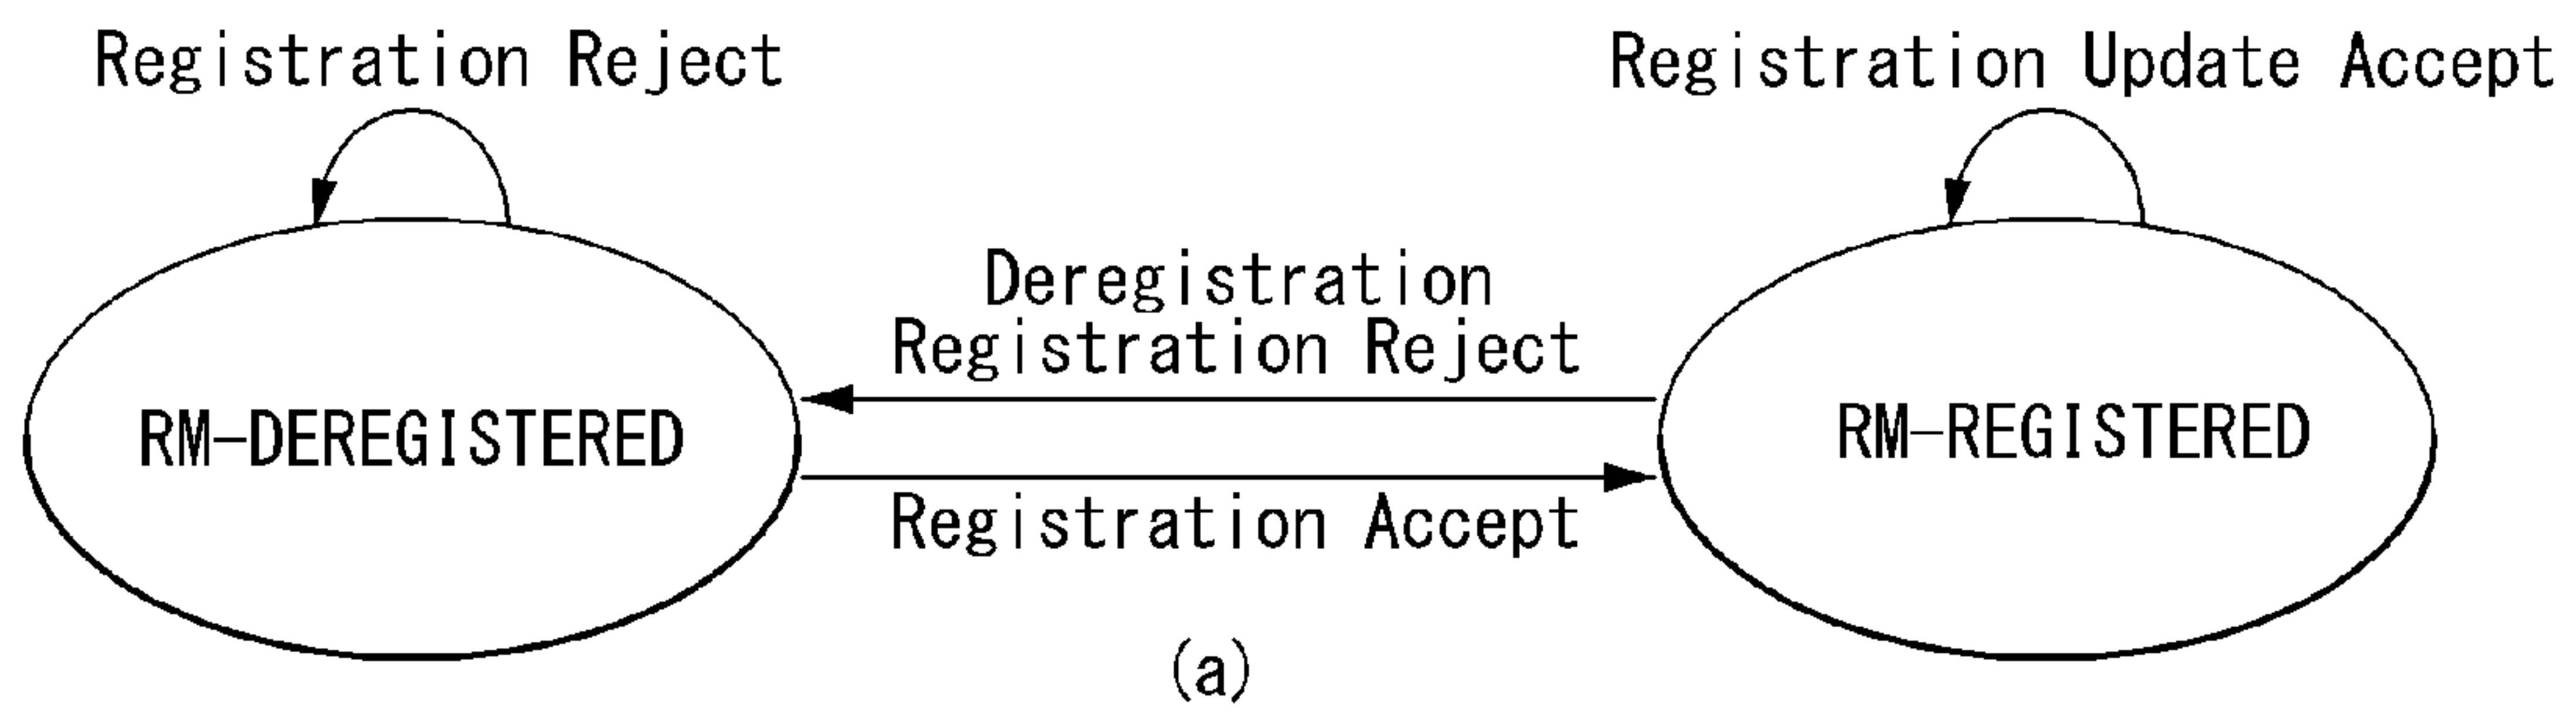 Registration Reject
Registration Update Accept
Deregistration
Registration Reject
RM-DEREGISTERED
RM-REGISTERED
Registration Accept
(a)